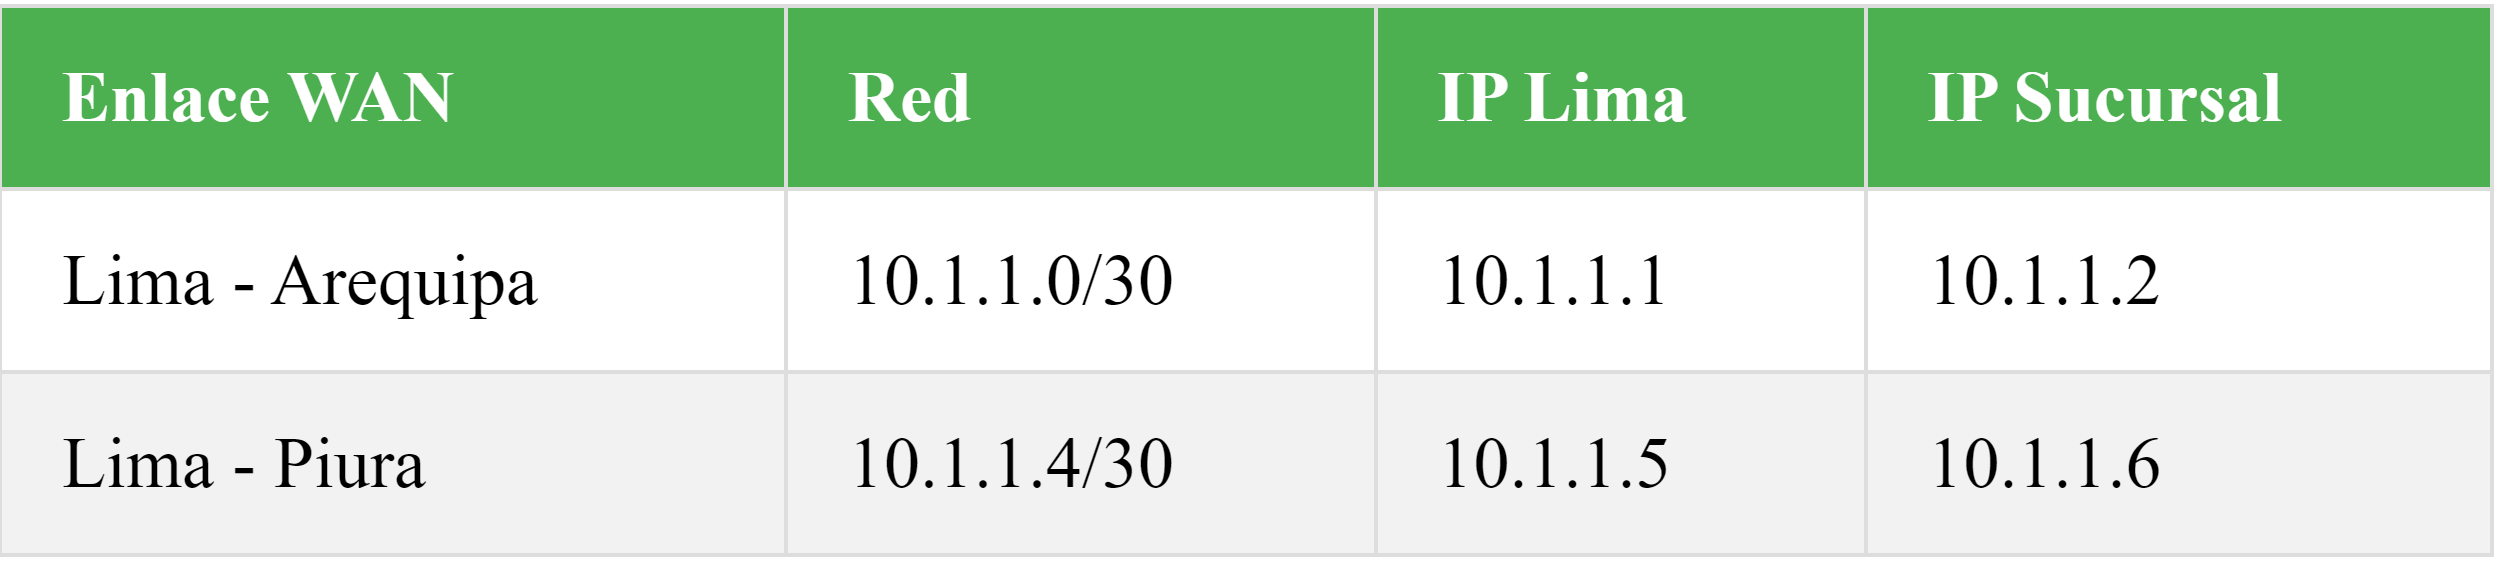 Enlace WAN Red IP Lima IP Sucursal
Lima - Arequipa 10.1.1.0/30 10.1.1.1 10.1.1.2
Lima - Piura 10.1.1.4/30 10.1.1.5 10.1.1.6